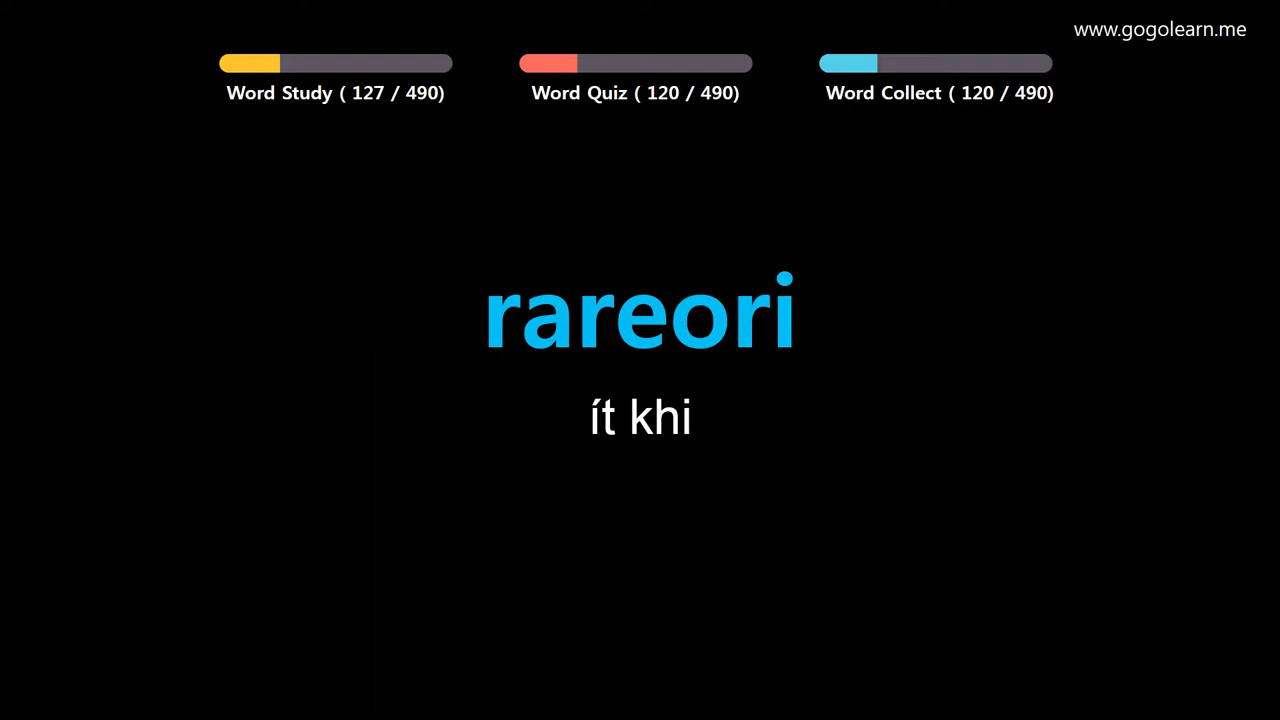 www.gogolearn.me
Word Study ( 127 / 490)
Word Quiz ( 120 / 490)
Word Collect ( 120 / 490)
rareori
ít khi